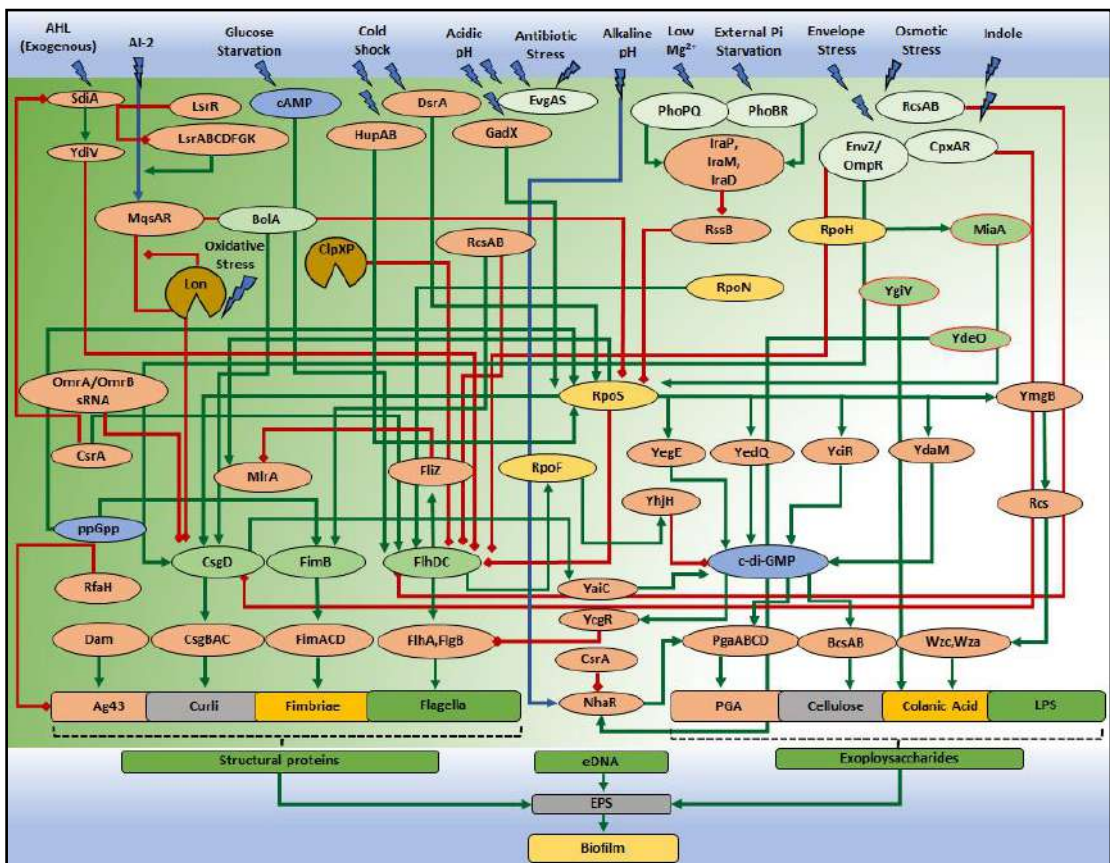 AHL
(Exogenous)
AI-2
Glucose
Starvation
Cold
Shock
Acidic
pH
Antibiotic
Stress
Alkaline
pH
Low
Mg²⁺
External Pi
Starvation
Envelope
Stress
Osmotic
Stress
Indole
SdiA
LsrR
cAMP
DsrA
EvgAS
PhoPQ
PhoBR
RcsAB
LsrABCDFGK
HupAB
GadX
YdiV
IraP,
IraM,
IraD
EnvZ/
OmpR
CpxAR
MqsAR
BolA
RcsAB
RssB
RpoH
MiaA
Oxidative
Stress
ClpXP
Lon
RpoN
YgiV
YdeO
OmrA/OmrB
sRNA
RpoS
YmgB
CsrA
MlrA
FliZ
RpoF
YegE
YedQ
YciR
YdaM
YhjH
Rcs
ppGpp
CsgD
FimB
FlhDC
c-di-GMP
RfaH
YaiC
YcgR
Dam
CsgBAC
FimACD
FlhA,FlgB
CsrA
PgaABCD
BcsAB
Wzc,Wza
Ag43
Curli
Fimbriae
Flagella
NhaR
PGA
Cellulose
Colanic Acid
LPS
Structural proteins
eDNA
Exoploysaccharides
EPS
Biofilm